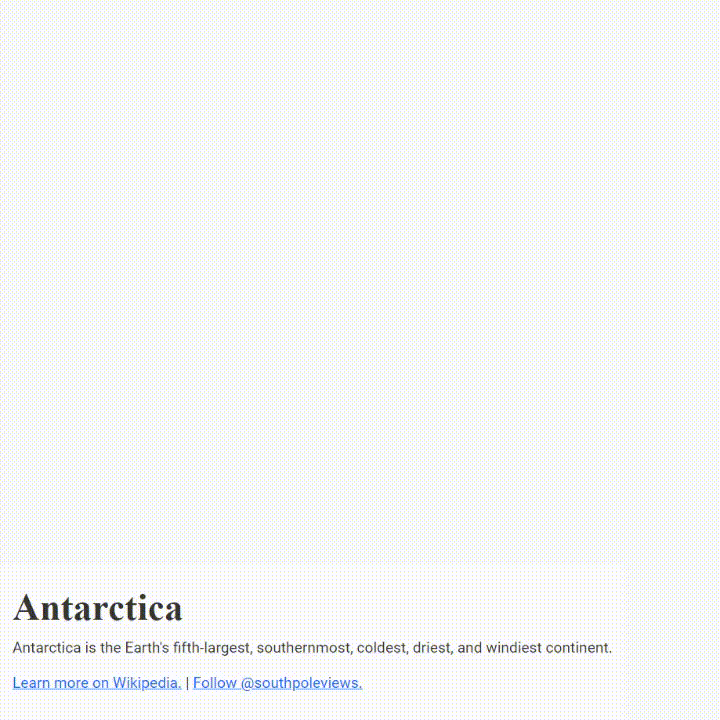 Antarctica
Antarctica is the Earth's fifth-largest, southernmost, coldest, driest, and windiest continent.
Learn more on Wikipedia. | Follow @southpoleviews.